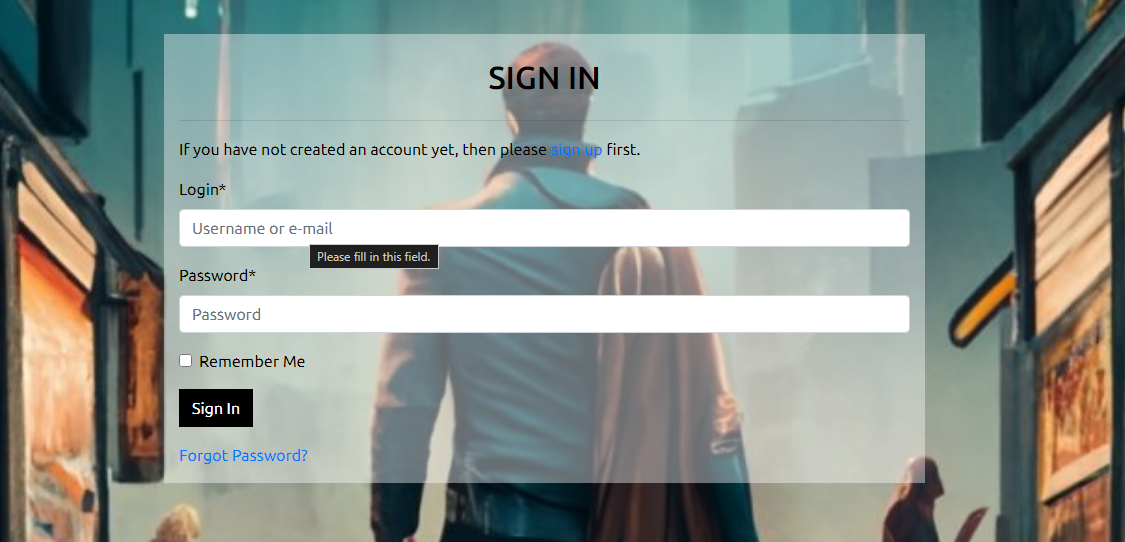 SIGN IN
If you have not created an account yet, then please sign up first.
Login*
Username or e-mail
Please fill in this field.
Password*
Password
Remember Me
Sign In
Forgot Password?